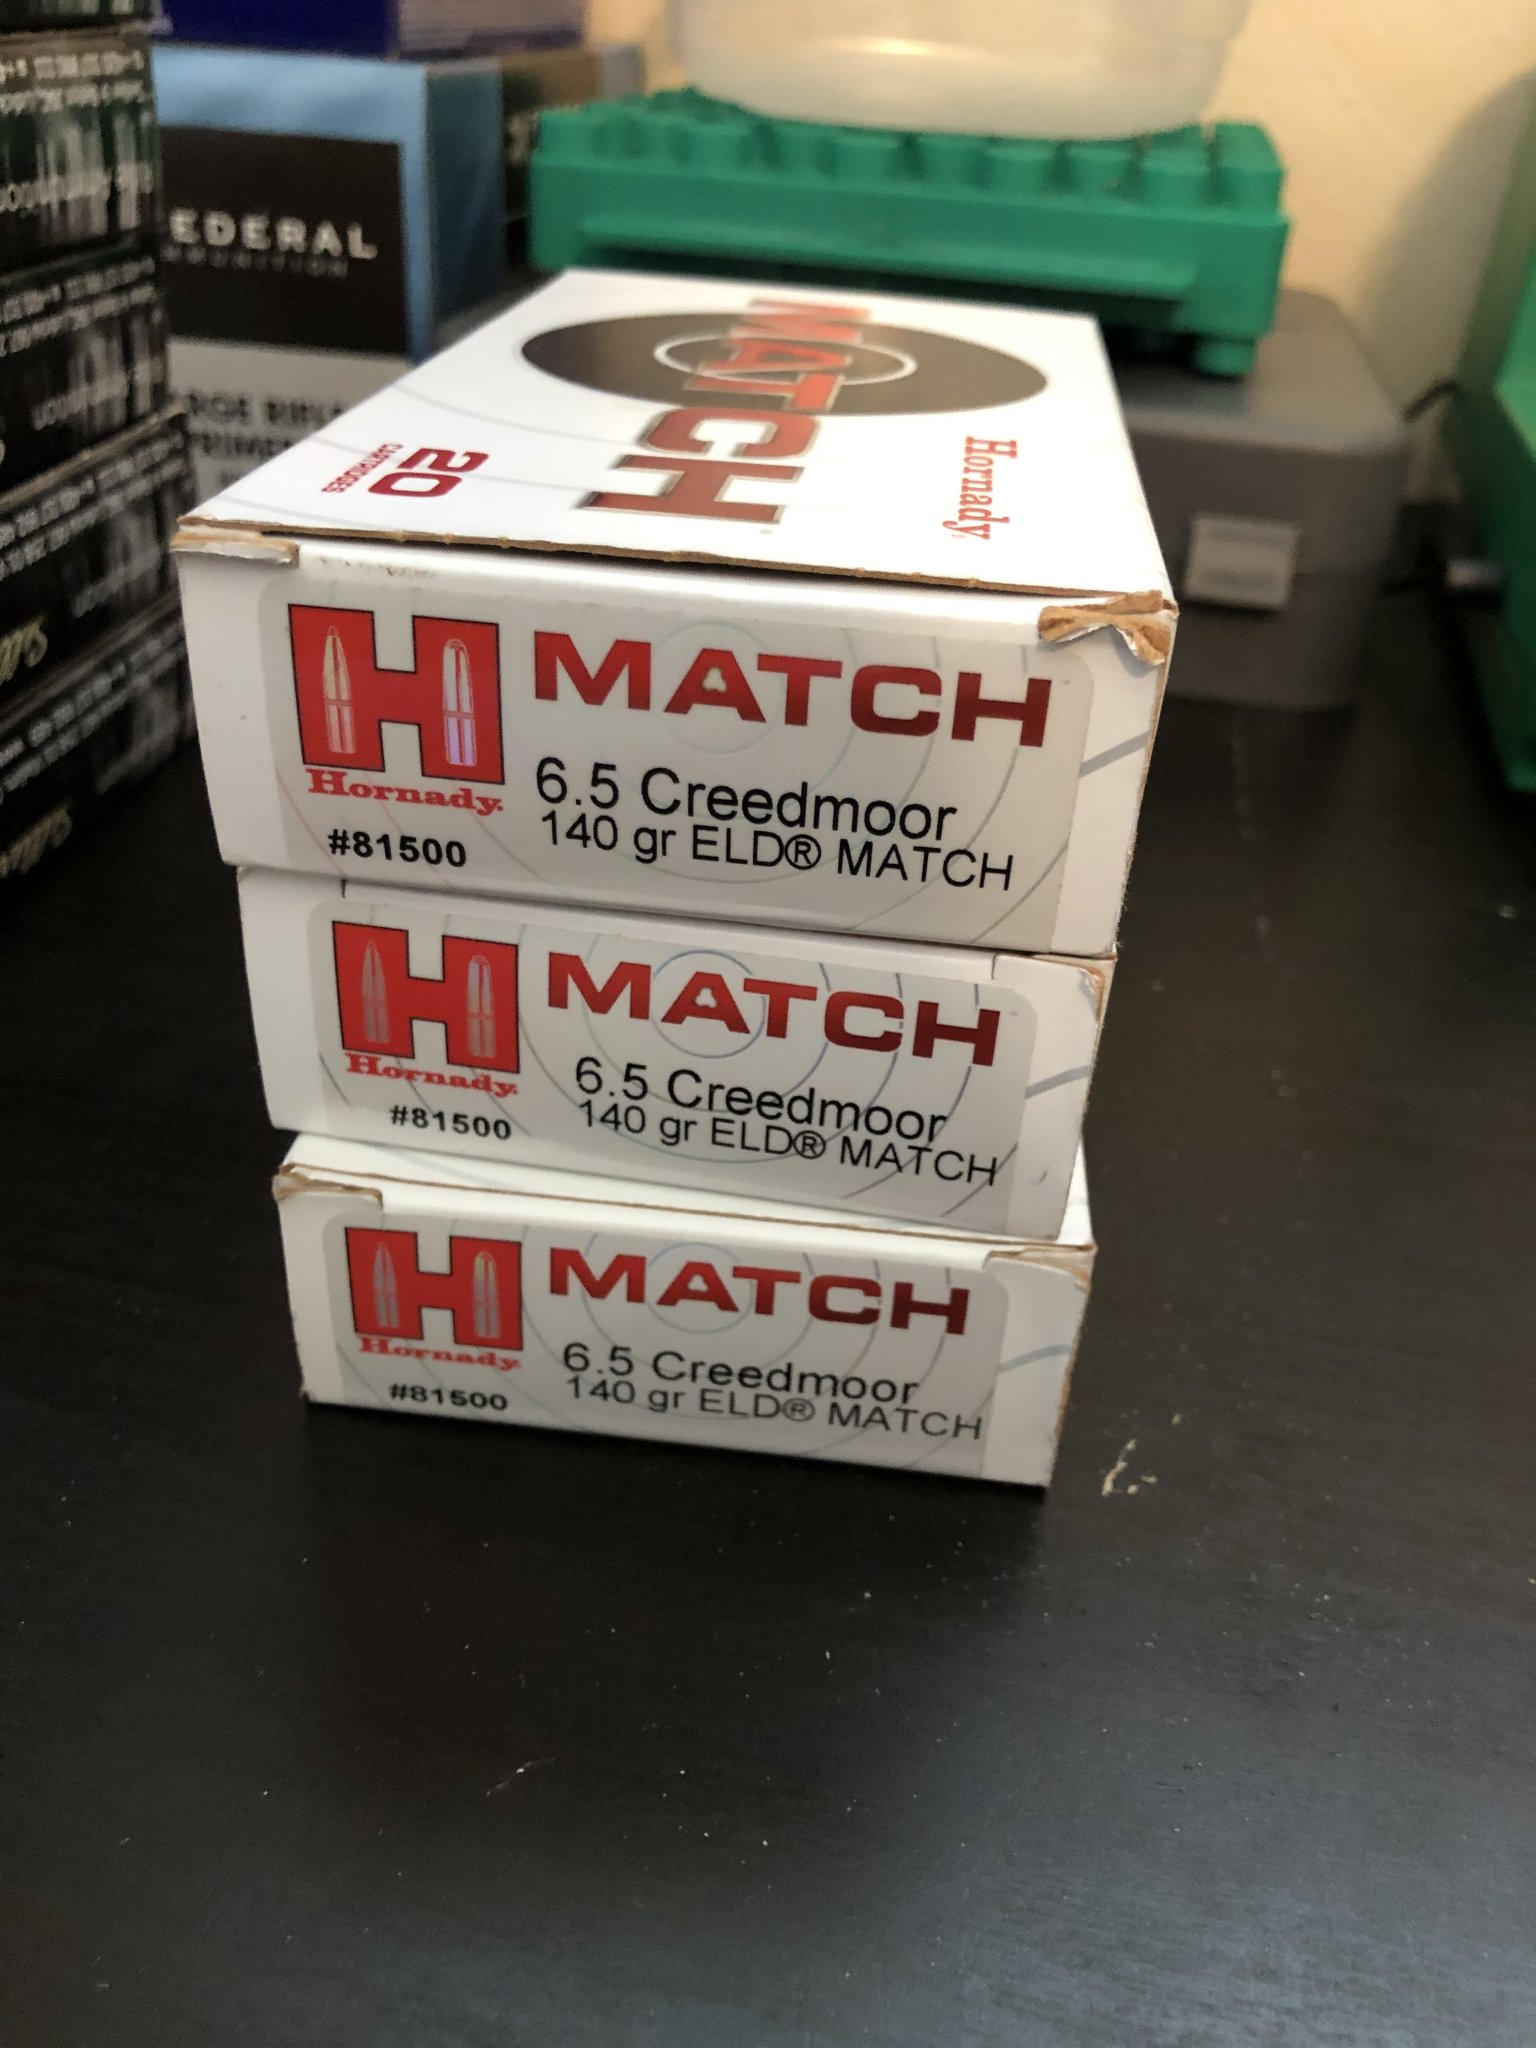 EDERAL
MATCH
20
CARTRIDGES
Hornady
H MATCH
Hornady
#81500
6.5 Creedmoor
140 gr ELD® MATCH
H MATCH
Hornady
#81500
6.5 Creedmoor
140 gr ELD® MATCH
H MATCH
Hornady
#81500
6.5 Creedmoor
140 gr ELD® MATCH